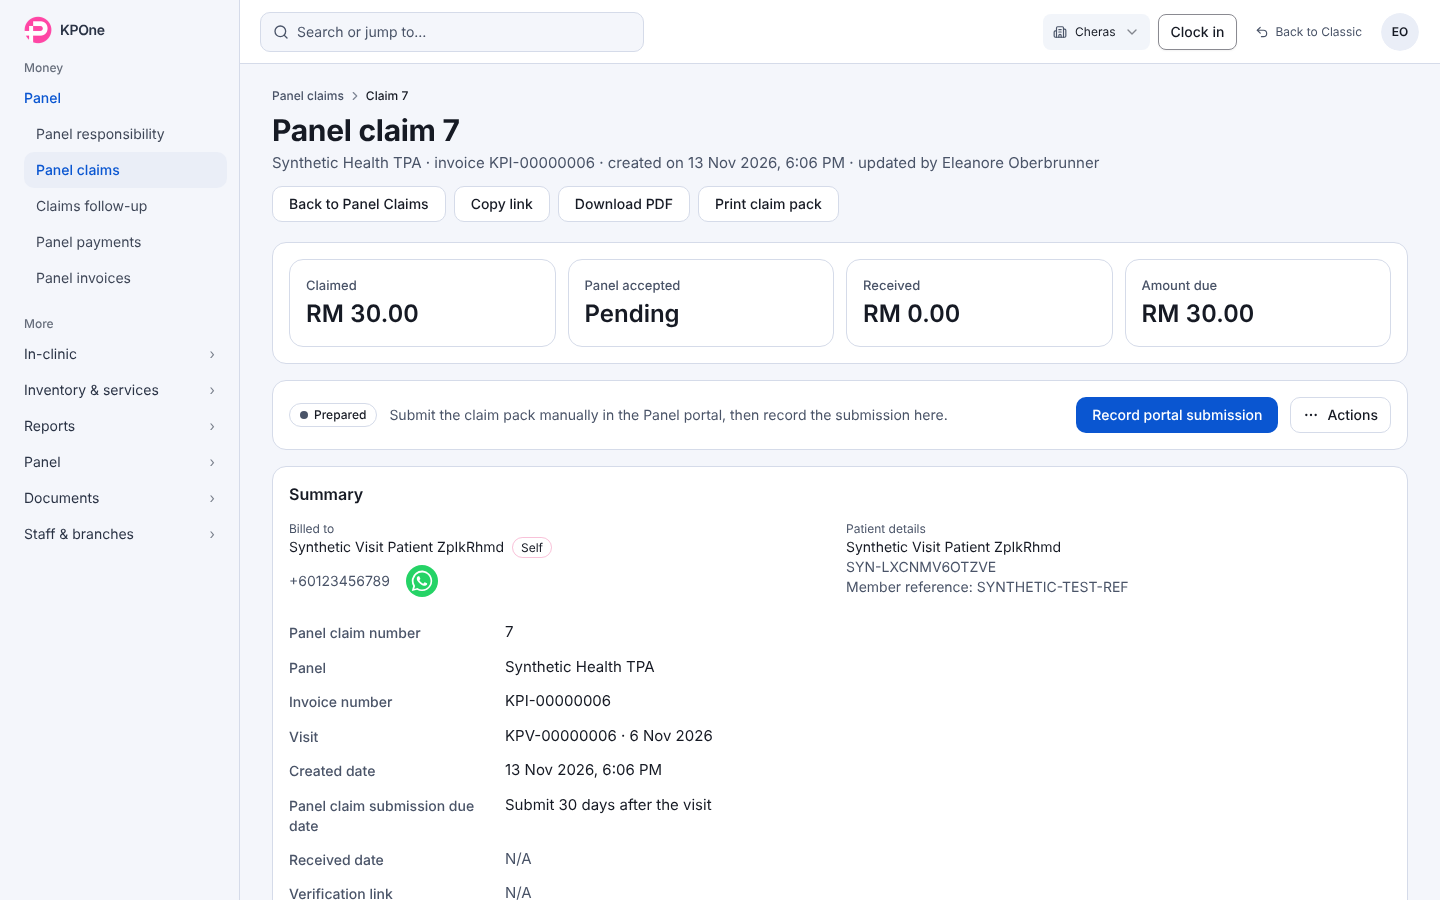 KPOne
Search or jump to...
Cheras
Clock in
Back to Classic
EO
Money
Panel
Panel responsibility
Panel claims
Claims follow-up
Panel payments
Panel invoices
More
In-clinic
Inventory & services
Reports
Panel
Documents
Staff & branches
Panel claims > Claim 7
Panel claim 7
Synthetic Health TPA · invoice KPI-00000006 · created on 13 Nov 2026, 6:06 PM · updated by Eleanore Oberbrunner
Back to Panel Claims
Copy link
Download PDF
Print claim pack
Claimed
RM 30.00
Panel accepted
Pending
Received
RM 0.00
Amount due
RM 30.00
Prepared
Submit the claim pack manually in the Panel portal, then record the submission here.
Record portal submission
Actions
Summary
Billed to
Synthetic Visit Patient ZplkRhmd Self
+60123456789
Patient details
Synthetic Visit Patient ZplkRhmd
SYN-LXCNMV6OTZVE
Member reference: SYNTHETIC-TEST-REF
Panel claim number 7
Panel Synthetic Health TPA
Invoice number KPI-00000006
Visit KPV-00000006 · 6 Nov 2026
Created date 13 Nov 2026, 6:06 PM
Panel claim submission due Submit 30 days after the visit
date
Received date N/A
Verification link N/A